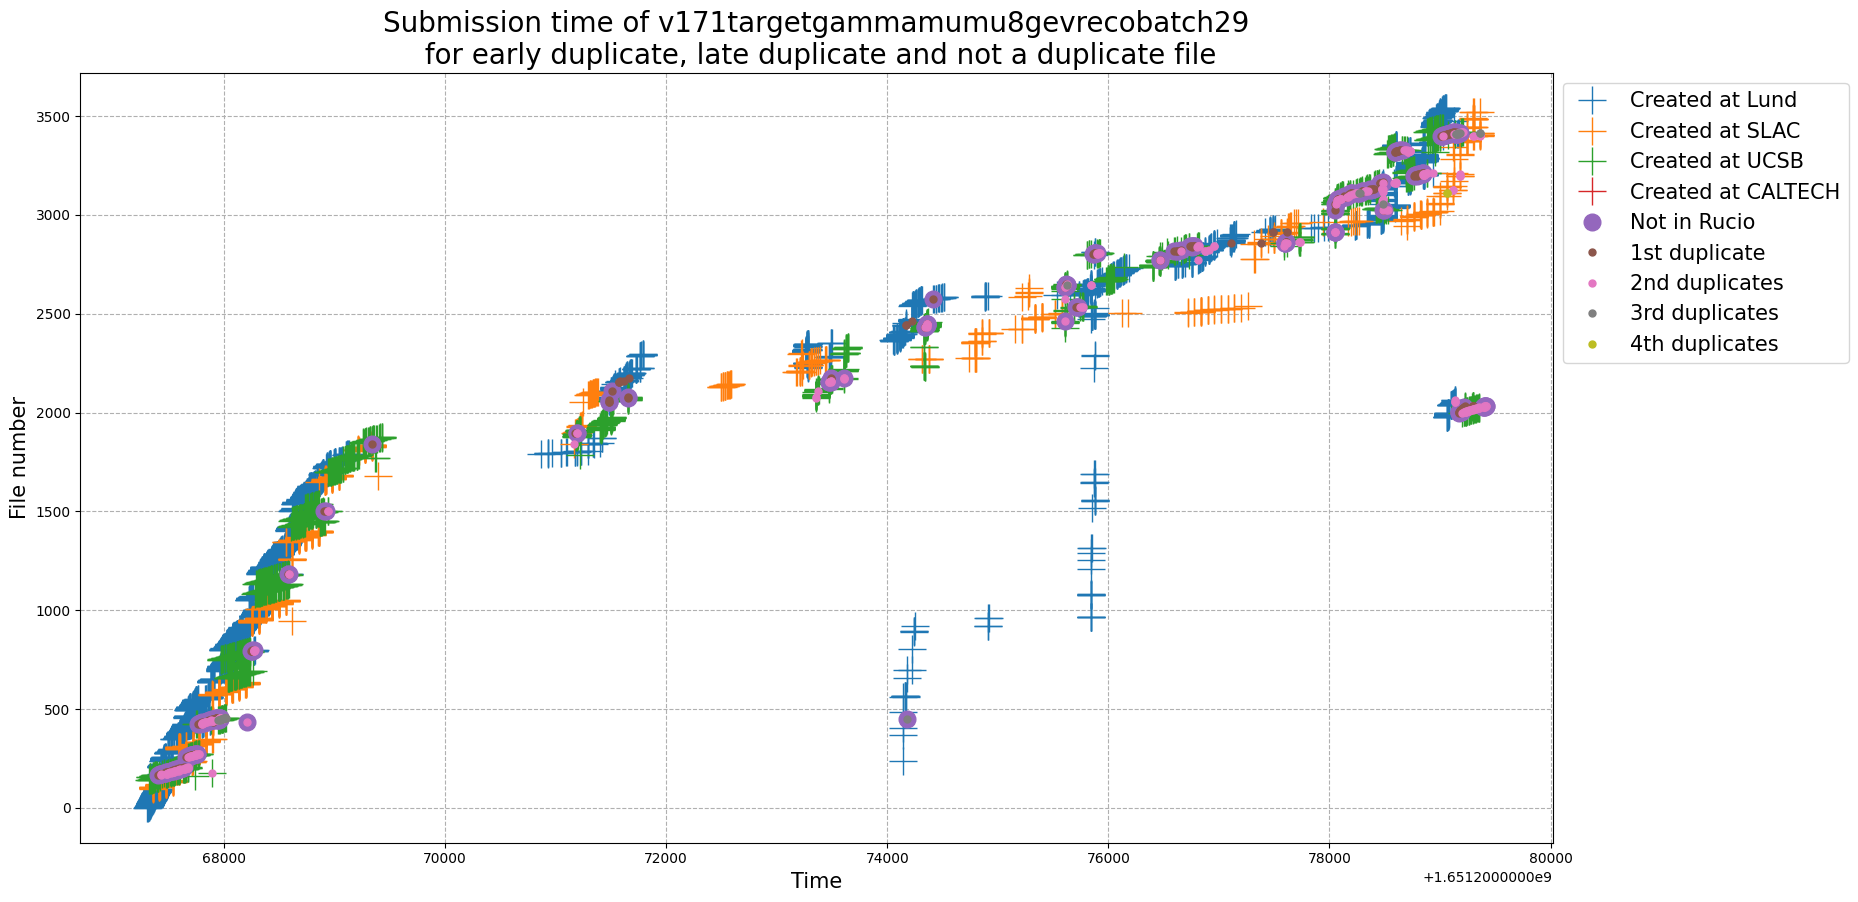 Submission time of v171targetgammamumu8gevrecobatch29
for early duplicate, late duplicate and not a duplicate file
File number
3500
3000
2500
2000
1500
1000
500
0
68000
70000
72000
74000
76000
78000
80000
+1.6512000000e9
Time
Created at Lund
Created at SLAC
Created at UCSB
Created at CALTECH
Not in Rucio
1st duplicate
2nd duplicates
3rd duplicates
4th duplicates